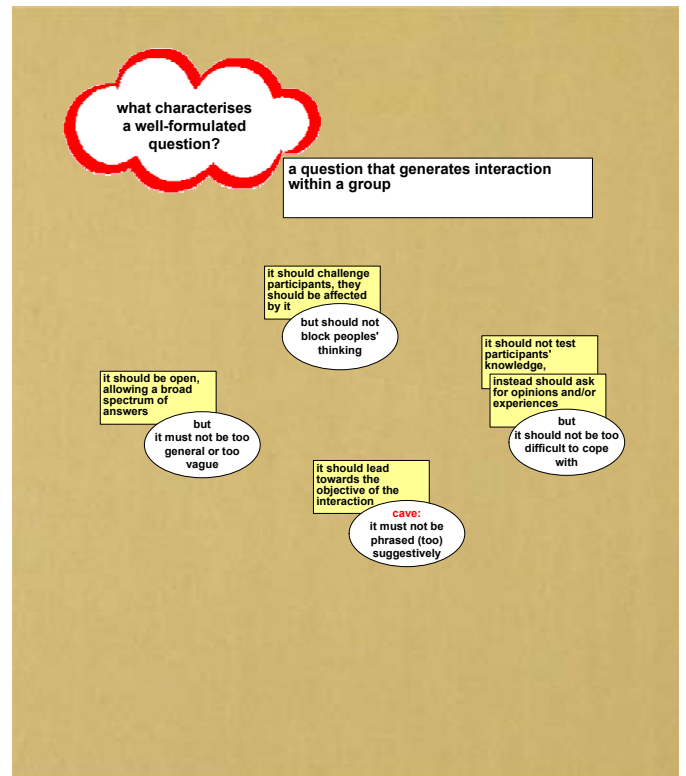 what characterises
a well-formulated
question?
a question that generates interaction
within a group
it should challenge
participants, they
should be affected
by it
but should not
block peoples'
thinking
it should not test
participants'
knowledge,
instead should ask
for opinions and/or
experiences
but
it should not be too
difficult to cope
with
it should be open,
allowing a broad
spectrum of
answers
but
it must not be too
general or too
vague
it should lead
towards the
objective of the
interaction
cave:
it must not be
phrased (too)
suggestively